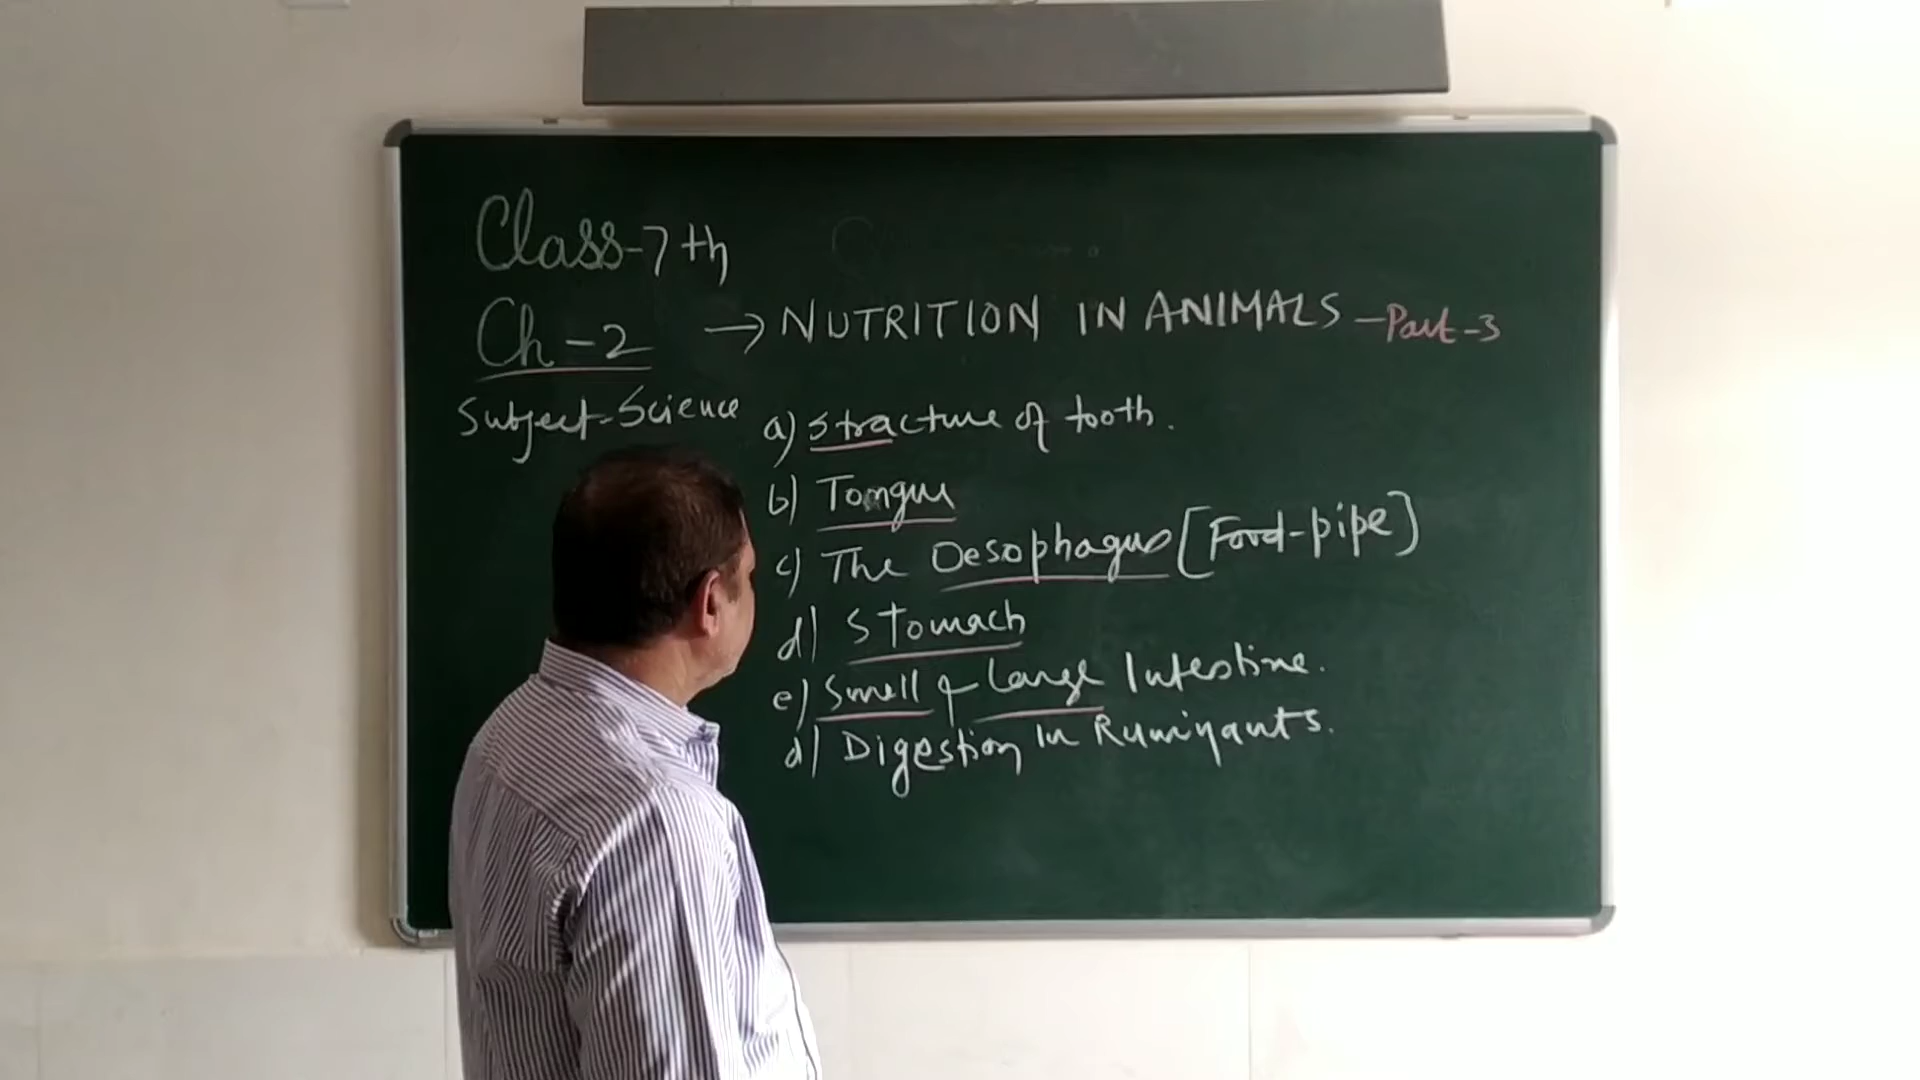 Class-7th
Ch-2 → NUTRITION IN ANIMALS - Part-3
Subject-Science
a) Stracture of tooth.
b) Tongue
c) The Oesophagus [Food-pipe]
d) Stomach
e) Small & Large Intestine.
d) Digestion in Ruminants.